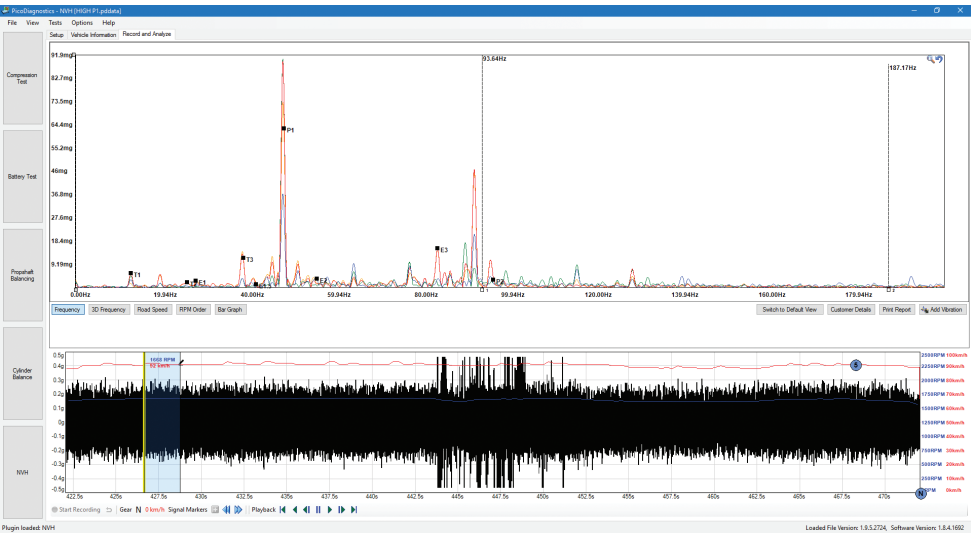 PicoDiagnostics - NVH [HIGH P1.pddata]
File View Tests Options Help
Setup Vehicle Information Record and Analyze
Compression Test
Battery Test
Propshaft Balancing
Cylinder Balance
NVH
91.9mg
82.7mg
73.5mg
64.4mg
55.2mg
46mg
36.8mg
27.6mg
18.4mg
9.19mg
93.64Hz
187.17Hz
P1
T1
E1
T3
E3
0.00Hz 19.94Hz 40.00Hz 59.94Hz 80.00Hz 99.94Hz 120.00Hz 139.94Hz 160.00Hz 179.94Hz
Frequency 3D Frequency Road Speed RPM Order Bar Graph Switch to Default View Customer Details Print Report Add Vibration
0.5g
0.4g
0.3g
0.2g
0.1g
0g
-0.1g
-0.2g
-0.3g
-0.4g
-0.5g
1668 RPM
92 km/h
S
N
2500RPM 100km/h
2250RPM 90km/h
2000RPM 80km/h
1750RPM 70km/h
1500RPM 60km/h
1250RPM 50km/h
1000RPM 40km/h
750RPM 30km/h
500RPM 20km/h
250RPM 10km/h
0km/h
422.5s 425s 427.5s 430s 432.5s 435s 437.5s 440s 442.5s 445s 447.5s 450s 452.5s 455s 457.5s 460s 462.5s 465s 467.5s 470s
Start Recording Gear N 0 km/h Signal Markers Playback
Plugin loaded: NVH
Loaded File Version: 1.9.5.2724, Software Version: 1.8.4.1692